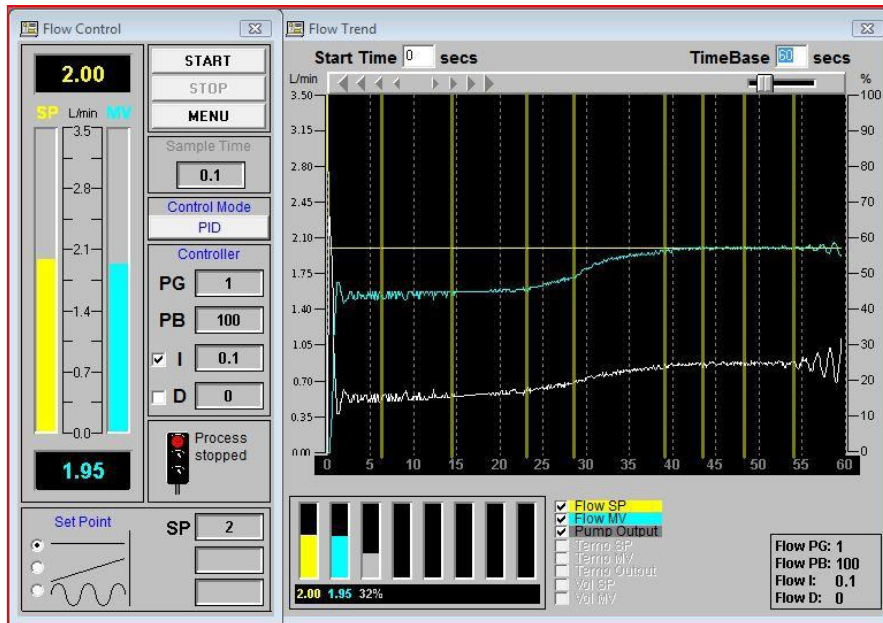 Flow Control
2.00
SP L/min MV
3.5
2.8
2.1
1.4
0.7
0.0
1.95
START
STOP
MENU
Sample Time
0.1
Control Mode
PID
Controller
PG 1
PB 100
I 0.1
D 0
Process
stopped
Set Point
SP 2
Flow Trend
Start Time 0 secs
TimeBase 60 secs
L/min
%
3.50
3.15
2.80
2.45
2.10
1.75
1.40
1.05
0.70
0.35
0.00
100
90
80
70
60
50
40
30
20
10
0
0 5 10 15 20 25 30 35 40 45 50 55 60
2.00 1.95 32%
Flow SP
Flow MV
Pump Output
Temp SP
Temp MV
Temp Output
Vol SP
Vol MV
Flow PG: 1
Flow PB: 100
Flow I: 0.1
Flow D: 0